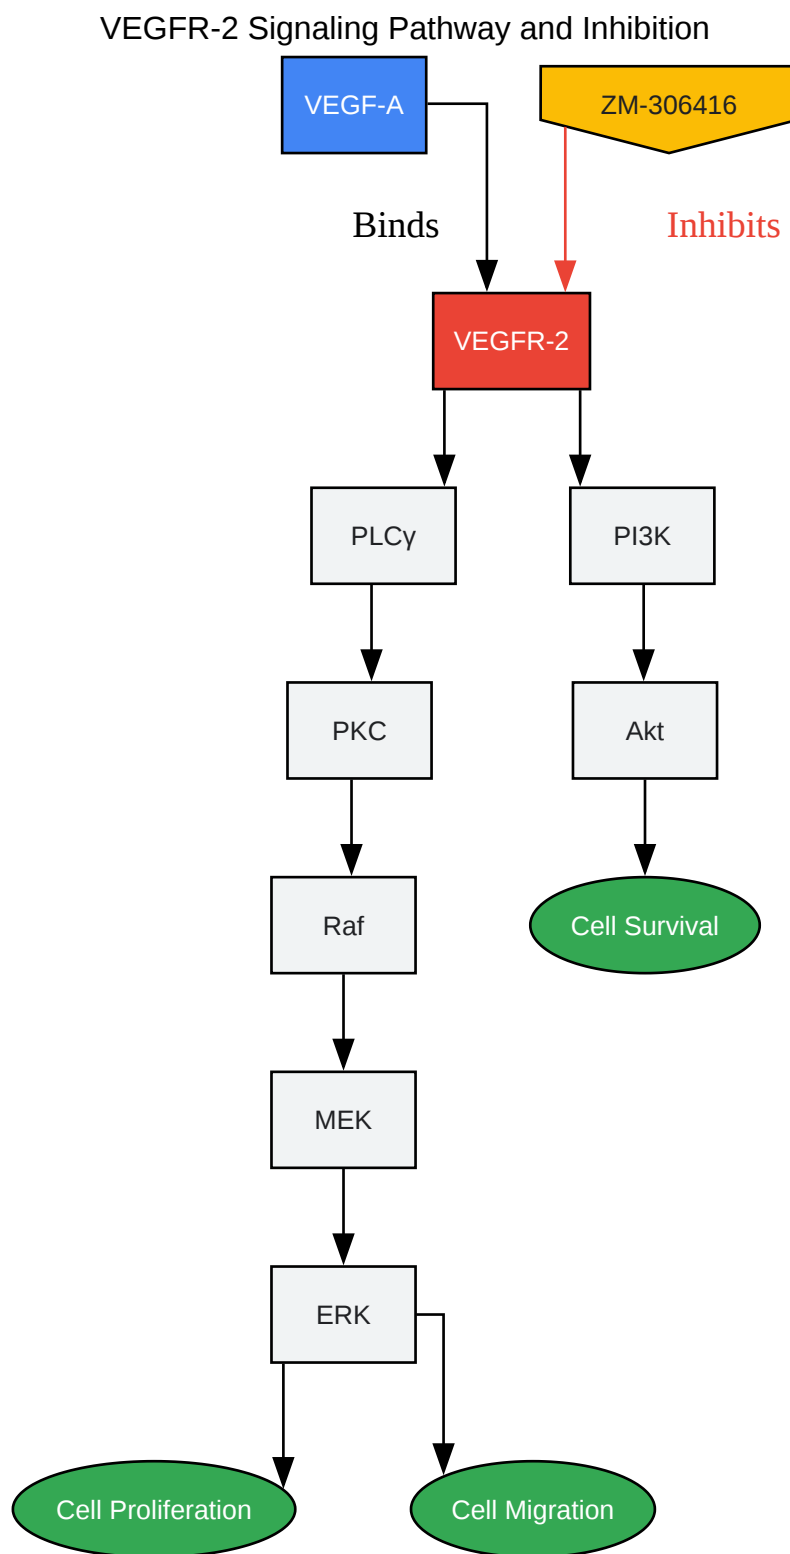 VEGFR-2 Signaling Pathway and Inhibition
VEGF-A
ZM-306416
Binds
Inhibits
VEGFR-2
PLCγ
PI3K
PKC
Akt
Raf
Cell Survival
MEK
ERK
Cell Proliferation
Cell Migration